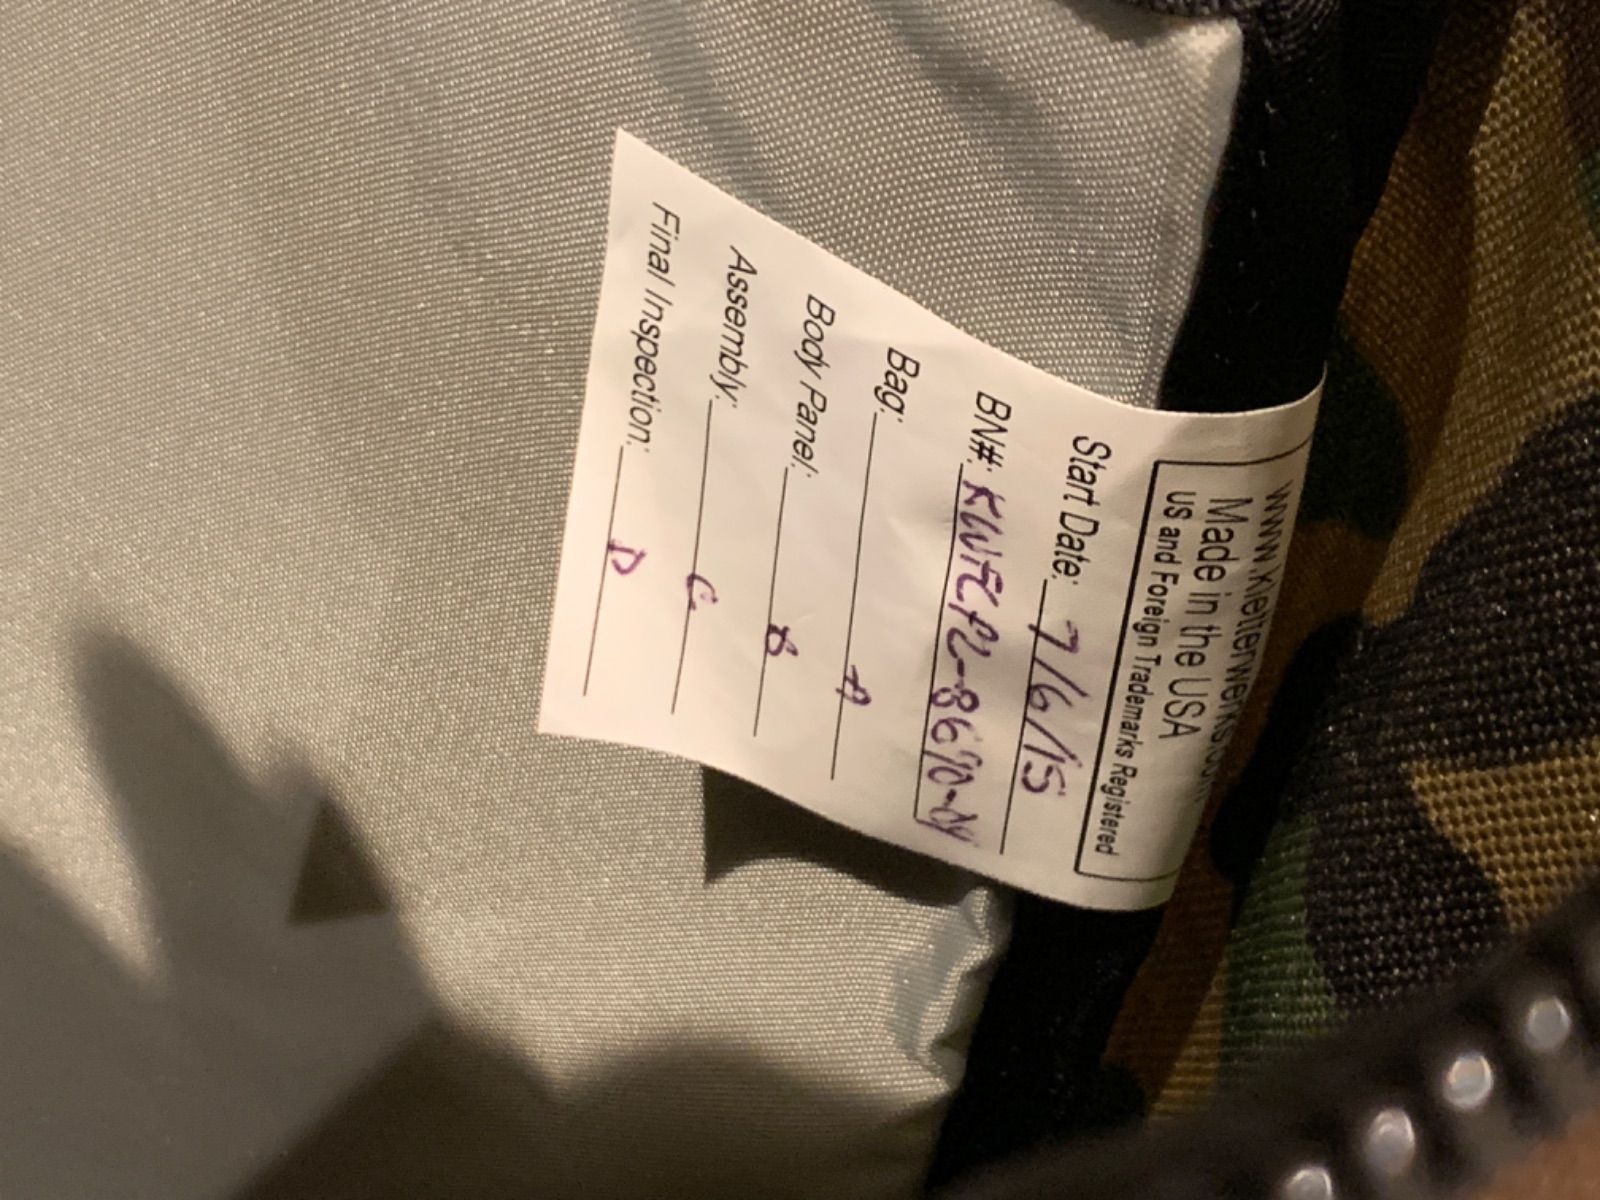 www.kletterwerks.com
Made in the USA
US and Foreign Trademarks Registered
Start Date: 7/6/15
BN#:
Bag: A
Body Panel: B
Assembly: C
Final Inspection: D